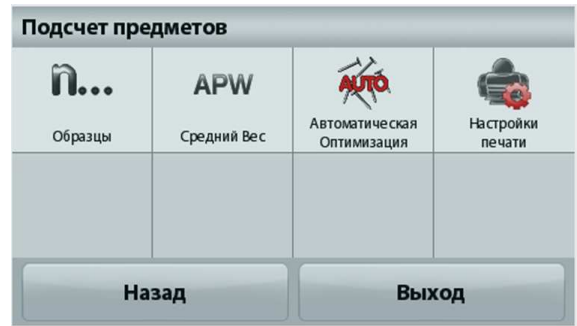 Подсчет предметов
n...
APW
AUTO
Образцы
Средний Вес
Автоматическая
Оптимизация
Настройки
печати
Назад
Выход